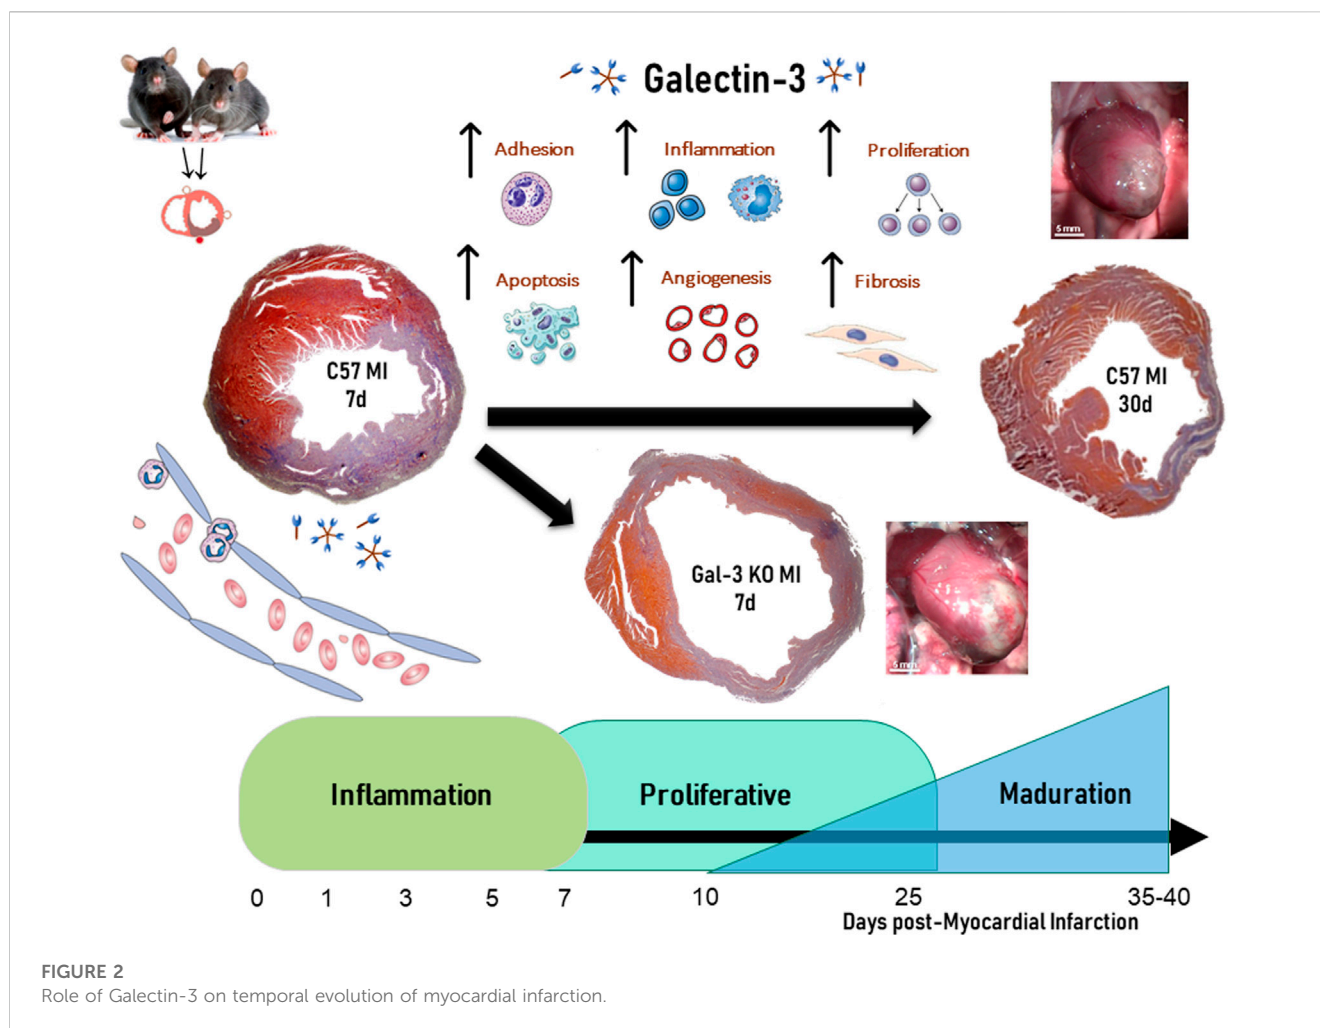 Galectin-3
Adhesion
Inflammation
Proliferation
5 mm
Apoptosis
Angiogenesis
Fibrosis
C57 MI
7d
C57 MI
30d
Gal-3 KO MI
7d
5 mm
Inflammation
Proliferative
Maduration
0 1 3 5 7 10 25 35-40
Days post-Myocardial Infarction
FIGURE 2
Role of Galectin-3 on temporal evolution of myocardial infarction.